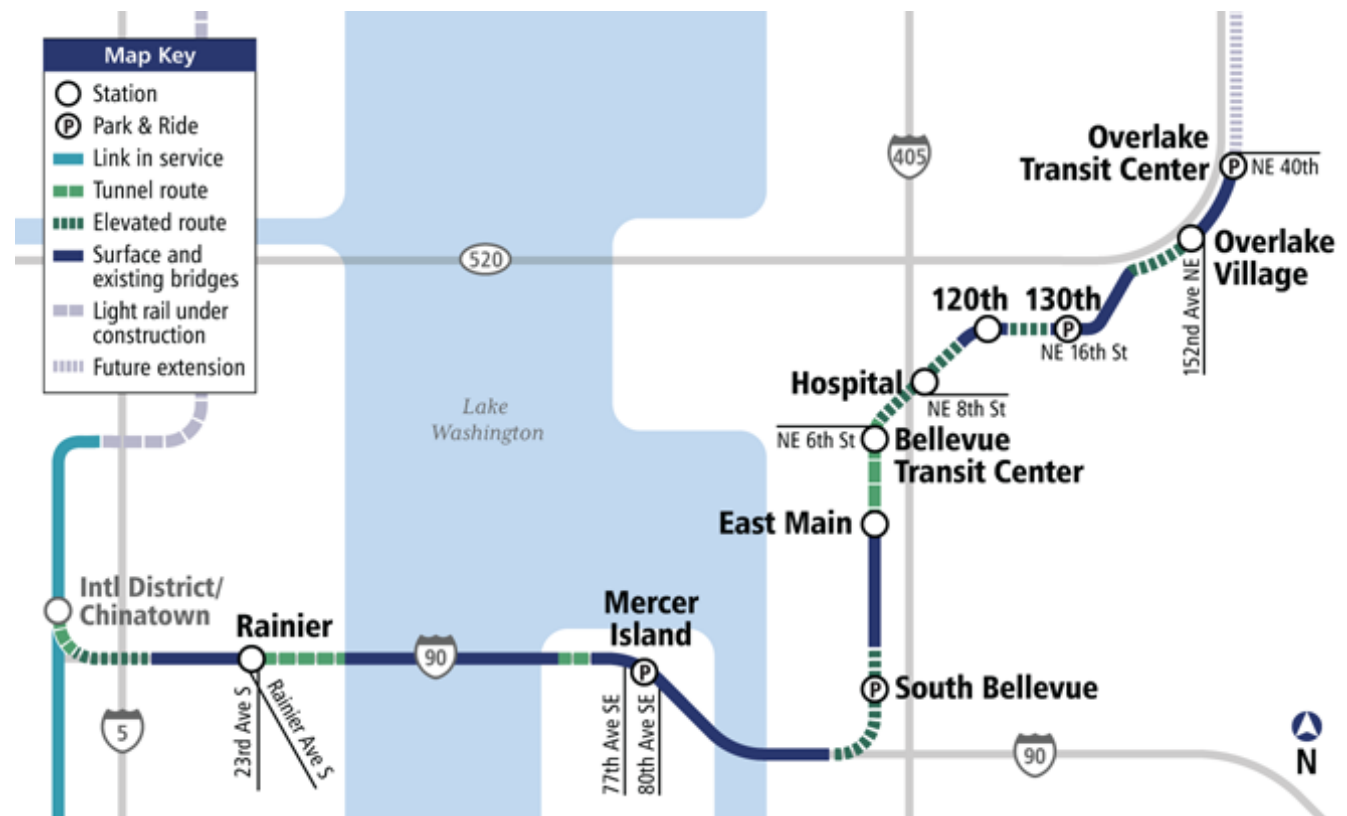 Map Key
Station
Park & Ride
Link in service
Tunnel route
Elevated route
Surface and
existing bridges
Light rail under
construction
Future extension
520
405
Overlake
Transit Center
NE 40th
Overlake
Village
152nd Ave NE
120th
130th
NE 16th St
Hospital
NE 8th St
NE 6th St
Bellevue
Transit Center
Lake
Washington
East Main
Intl District/
Chinatown
Rainier
90
Mercer
Island
South Bellevue
23rd Ave S
Rainier Ave S
77th Ave SE
80th Ave SE
5
90
N
P
P
P
P
P